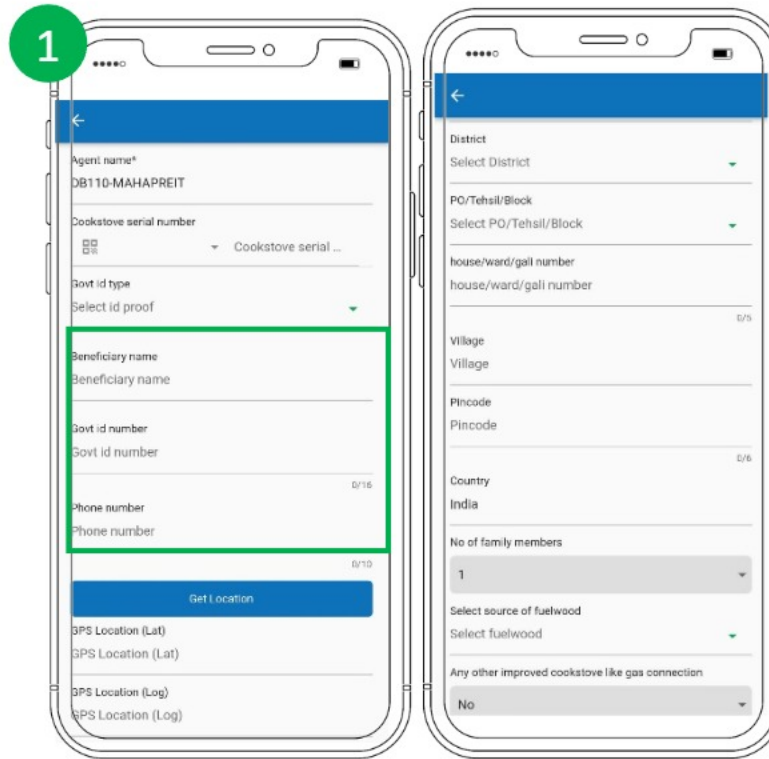 1
Agent name*
DB110-MAHAPREIT
Cookstove serial number
Cookstove serial ...
Govt id type
Select id proof
Beneficiary name
Beneficiary name
Govt id number
Govt id number
0/16
Phone number
Phone number
0/10
Get Location
GPS Location (Lat)
GPS Location (Lat)
GPS Location (Log)
GPS Location (Log)
District
Select District
PO/Tehsil/Block
Select PO/Tehsil/Block
house/ward/gali number
house/ward/gali number
0/5
Village
Village
Pincode
Pincode
0/6
Country
India
No of family members
1
Select source of fuelwood
Select fuelwood
Any other improved cookstove like gas connection
No